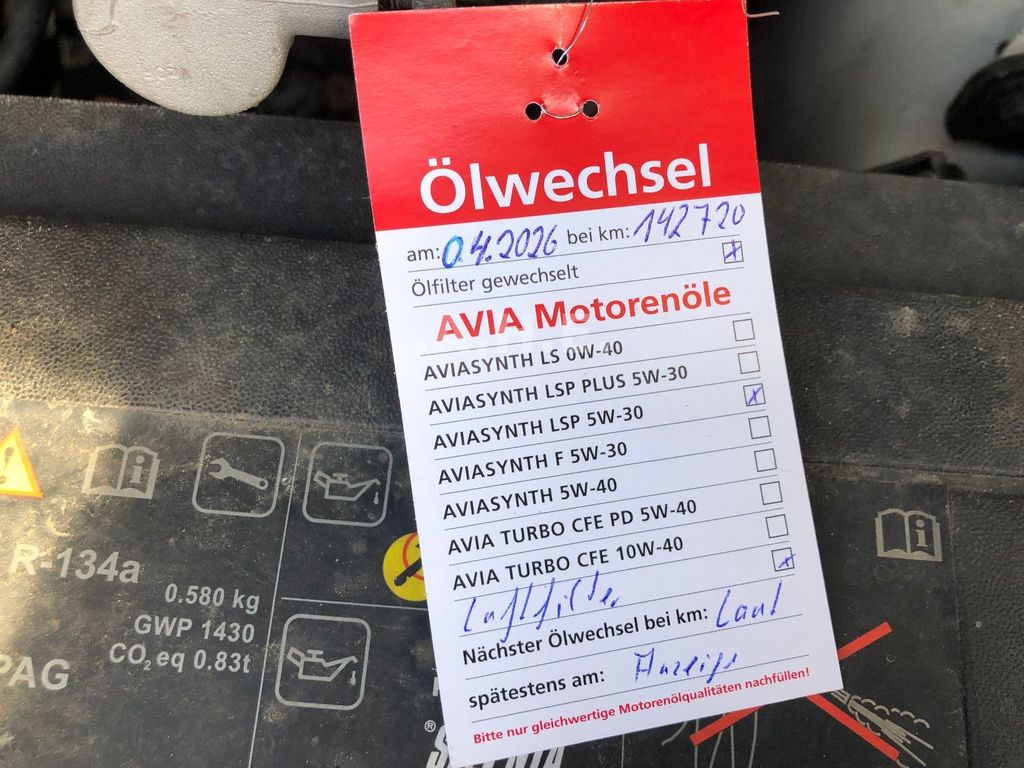 Ölwechsel
am: 04.2026 bei km: 142720
Ölfilter gewechselt
AVIA Motorenöle
AVIASYNTH LS 0W-40
AVIASYNTH LSP PLUS 5W-30
AVIASYNTH LSP 5W-30
AVIASYNTH F 5W-30
AVIASYNTH 5W-40
AVIA TURBO CFE PD 5W-40
AVIA TURBO CFE 10W-40
Luftfilter
Nächster Ölwechsel bei km: Laut
spätestens am: Anzeige
Bitte nur gleichwertige Motorenölqualitäten nachfüllen!
R-134a
0.580 kg
GWP 1430
CO₂ eq 0.83t
PAG